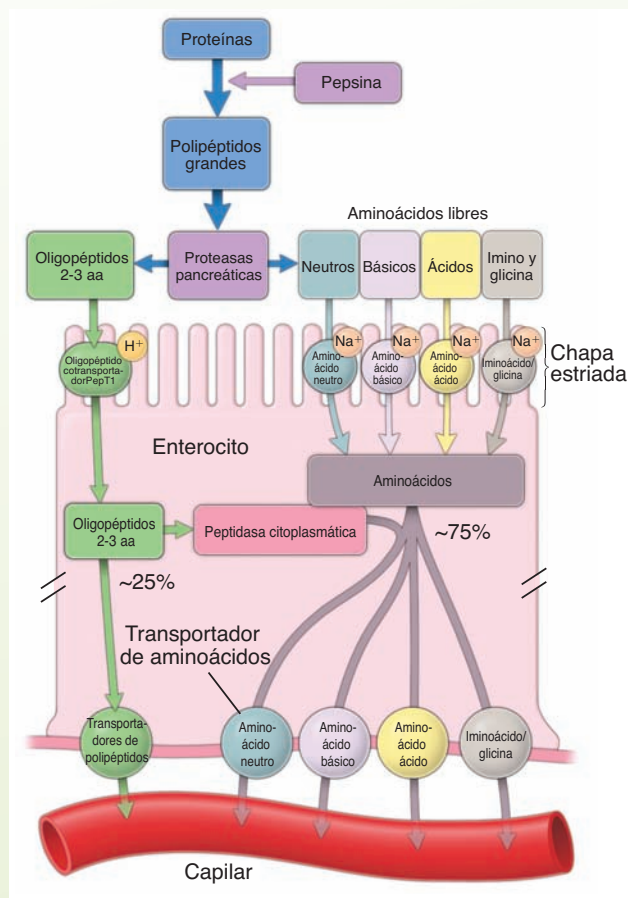 Proteínas
Pepsina
Polipéptidos
grandes
Aminoácidos libres
Oligopéptidos
2-3 aa
Proteasas
pancreáticas
Neutros
Básicos
Ácidos
Imino y
glicina
H+
Na+
Na+
Na+
Na+
Oligopéptido
cotransporta-
dorPepT1
Amino-
ácido
neutro
Amino-
ácido
básico
Amino-
ácido
ácido
Iminoácido/
glicina
Chapa
estriada
Enterocito
Aminoácidos
Oligopéptidos
2-3 aa
Peptidasa citoplasmática
~75%
~25%
Transportador
de aminoácidos
Transporta-
dores de
polipéptidos
Amino-
ácido
neutro
Amino-
ácido
básico
Amino-
ácido
ácido
Iminoácido/
glicina
Capilar